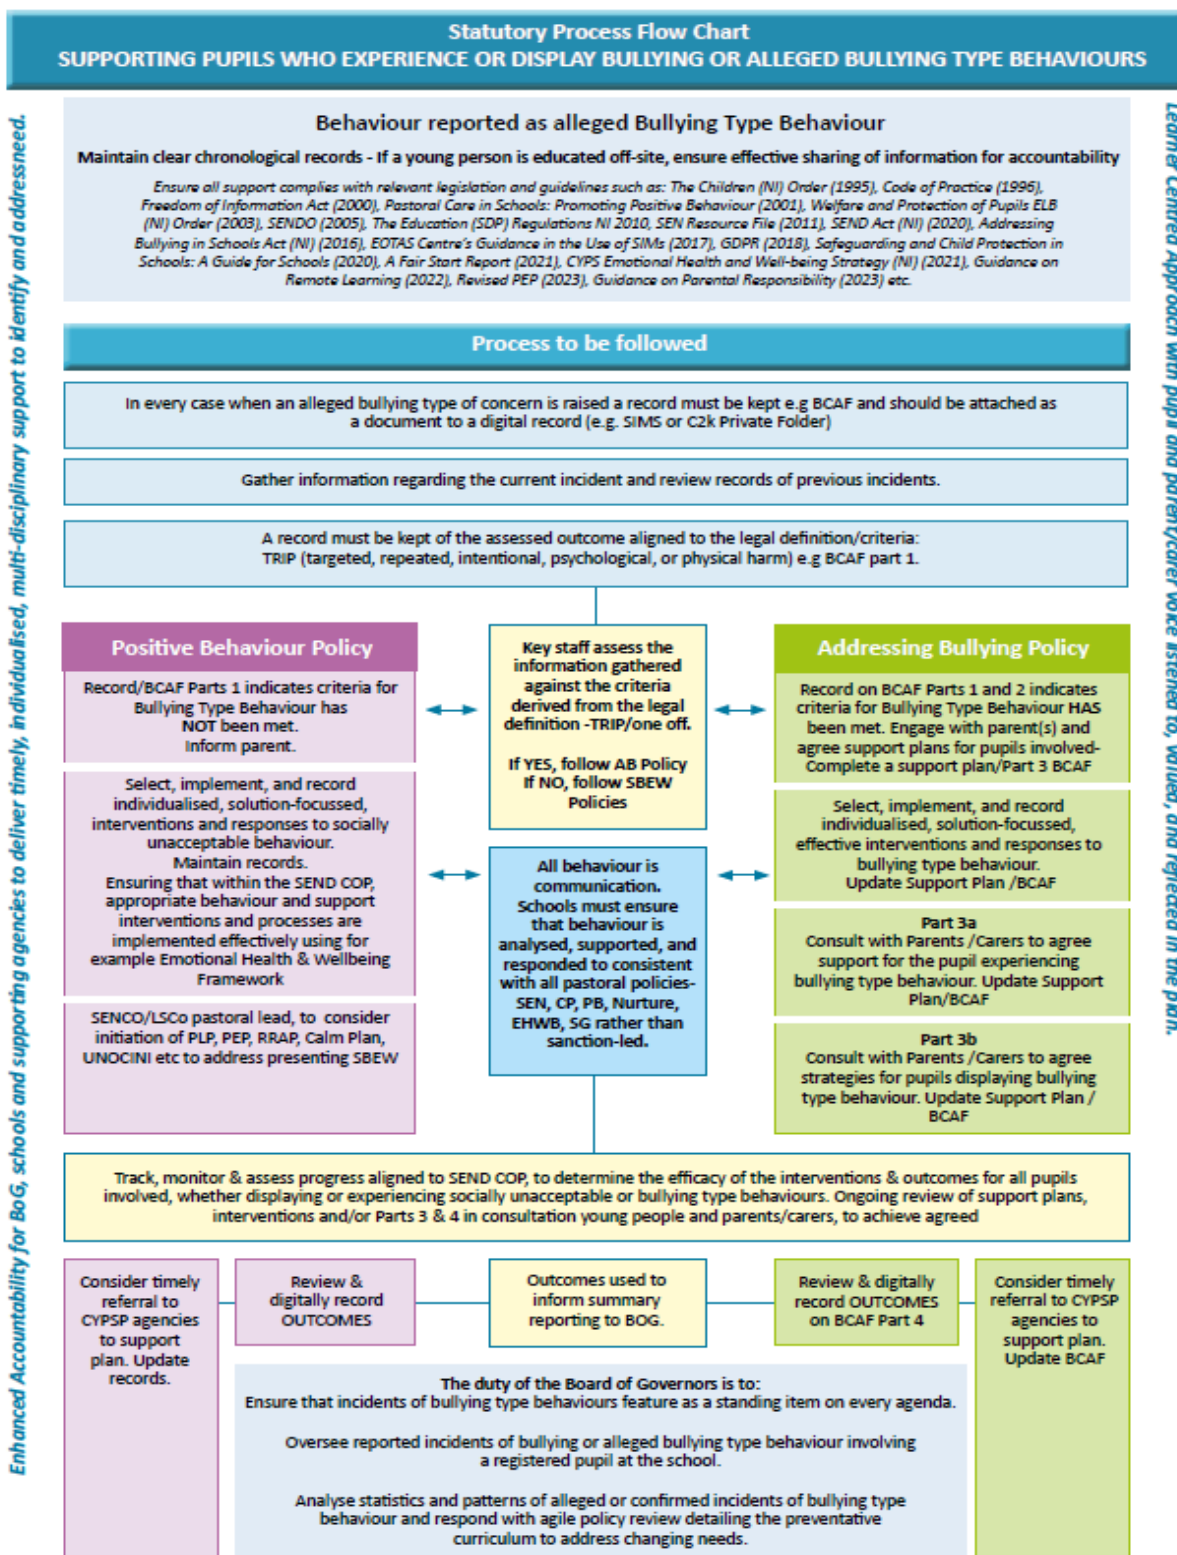 Statutory Process Flow Chart
SUPPORTING PUPILS WHO EXPERIENCE OR DISPLAY BULLYING OR ALLEGED BULLYING TYPE BEHAVIOURS
Enhanced Accountability for BoG, schools and supporting agencies to deliver timely, individualised, multi-disciplinary support to identify and addressneed.
Learner Centred Approach with pupil and parent/carer voice listened to, valued, and reflected in the plan.
Behaviour reported as alleged Bullying Type Behaviour
Maintain clear chronological records - If a young person is educated off-site, ensure effective sharing of information for accountability
Ensure all support complies with relevant legislation and guidelines such as: The Children (NI) Order (1995), Code of Practice (1996),
Freedom of Information Act (2000), Pastoral Care in Schools: Promoting Positive Behaviour (2001), Welfare and Protection of Pupils ELB
(NI) Order (2003), SENDO (2005), The Education (SDP) Regulations NI 2010, SEN Resource File (2011), SEND Act (NI) (2020), Addressing
Bullying in Schools Act (NI) (2016), EOTAS Centre's Guidance in the Use of SIMs (2017), GDPR (2018), Safeguarding and Child Protection in
Schools: A Guide for Schools (2020), A Fair Start Report (2021), CYPS Emotional Health and Well-being Strategy (NI) (2021), Guidance on
Remote Learning (2022), Revised PEP (2023), Guidance on Parental Responsibility (2023) etc.
Process to be followed
In every case when an alleged bullying type of concern is raised a record must be kept e.g BCAF and should be attached as
a document to a digital record (e.g. SIMS or C2k Private Folder)
Gather information regarding the current incident and review records of previous incidents.
A record must be kept of the assessed outcome aligned to the legal definition/criteria:
TRIP (targeted, repeated, intentional, psychological, or physical harm) e.g BCAF part 1.
Positive Behaviour Policy
Record/BCAF Parts 1 indicates criteria for
Bullying Type Behaviour has
NOT been met.
Inform parent.
Select, implement, and record
individualised, solution-focussed,
interventions and responses to socially
unacceptable behaviour.
Maintain records.
Ensuring that within the SEND COP,
appropriate behaviour and support
interventions and processes are
implemented effectively using for
example Emotional Health & Wellbeing
Framework
SENCO/LSCo pastoral lead, to consider
initiation of PLP, PEP, RRAP, Calm Plan,
UNOCINI etc to address presenting SBEW
Key staff assess the
information gathered
against the criteria
derived from the legal
definition -TRIP/one off.
If YES, follow AB Policy
If NO, follow SBEW
Policies
All behaviour is
communication.
Schools must ensure
that behaviour is
analysed, supported, and
responded to consistent
with all pastoral policies-
SEN, CP, PB, Nurture,
EHWB, SG rather than
sanction-led.
Addressing Bullying Policy
Record on BCAF Parts 1 and 2 indicates
criteria for Bullying Type Behaviour HAS
been met. Engage with parent(s) and
agree support plans for pupils involved-
Complete a support plan/Part 3 BCAF
Select, implement, and record
individualised, solution-focussed,
effective interventions and responses to
bullying type behaviour.
Update Support Plan /BCAF
Part 3a
Consult with Parents /Carers to agree
support for the pupil experiencing
bullying type behaviour. Update Support
Plan/BCAF
Part 3b
Consult with Parents /Carers to agree
strategies for pupils displaying bullying
type behaviour. Update Support Plan /
BCAF
Track, monitor & assess progress aligned to SEND COP, to determine the efficacy of the interventions & outcomes for all pupils
involved, whether displaying or experiencing socially unacceptable or bullying type behaviours. Ongoing review of support plans,
interventions and/or Parts 3 & 4 in consultation young people and parents/carers, to achieve agreed
Consider timely
referral to
CYPSP agencies
to support
plan. Update
records.
Review &
digitally record
OUTCOMES
Outcomes used to
inform summary
reporting to BOG.
Review & digitally
record OUTCOMES
on BCAF Part 4
Consider timely
referral to CYPSP
agencies to
support plan.
Update BCAF
The duty of the Board of Governors is to:
Ensure that incidents of bullying type behaviours feature as a standing item on every agenda.
Oversee reported incidents of bullying or alleged bullying type behaviour involving
a registered pupil at the school.
Analyse statistics and patterns of alleged or confirmed incidents of bullying type
behaviour and respond with agile policy review detailing the preventative
curriculum to address changing needs.